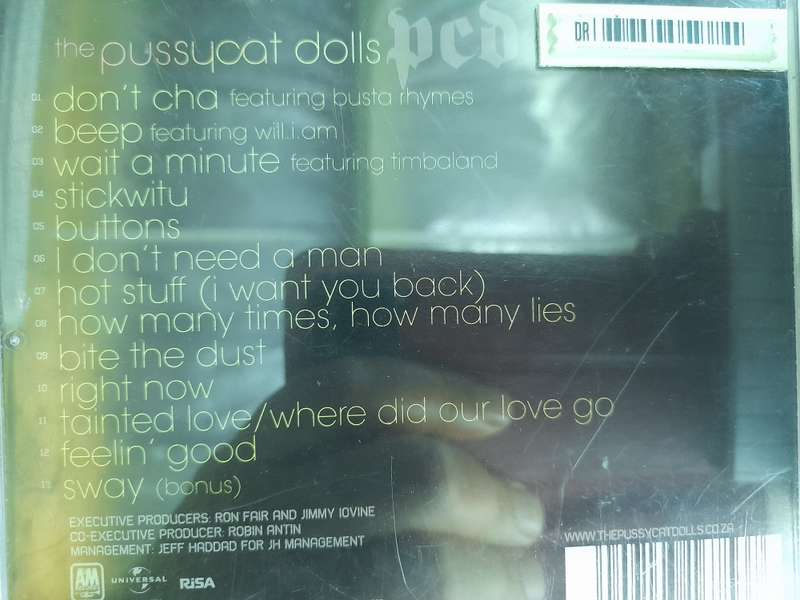 the pussycat dolls pcd
DR
01 don't cha featuring busta rhymes
02 beep featuring will.i.am
03 wait a minute featuring timbaland
04 stickwitu
05 buttons
06 i don't need a man
07 hot stuff (i want you back)
08 how many times, how many lies
09 bite the dust
10 right now
11 tainted love/where did our love go
12 feelin' good
13 sway (bonus)
EXECUTIVE PRODUCERS: RON FAIR AND JIMMY IOVINE
CO-EXECUTIVE PRODUCER: ROBIN ANTIN
MANAGEMENT: JEFF HADDAD FOR JH MANAGEMENT
WWW.THEPUSSYCATDOLLS.CO.ZA
A&M
UNIVERSAL
RiSA